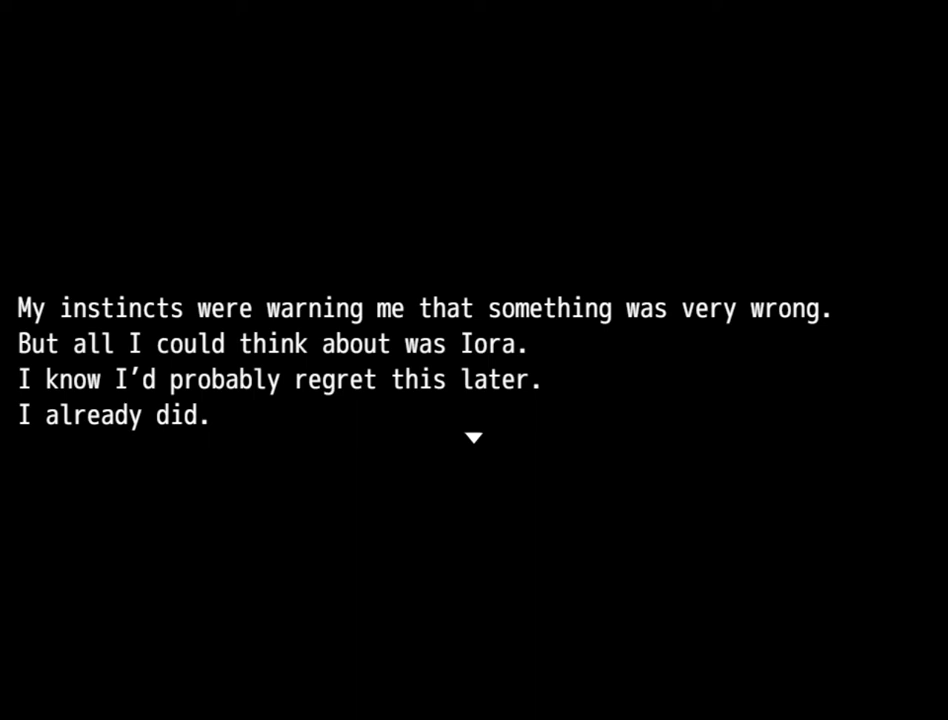 My instincts were warning me that something was very wrong.
But all I could think about was Iora.
I know I'd probably regret this later.
I already did.